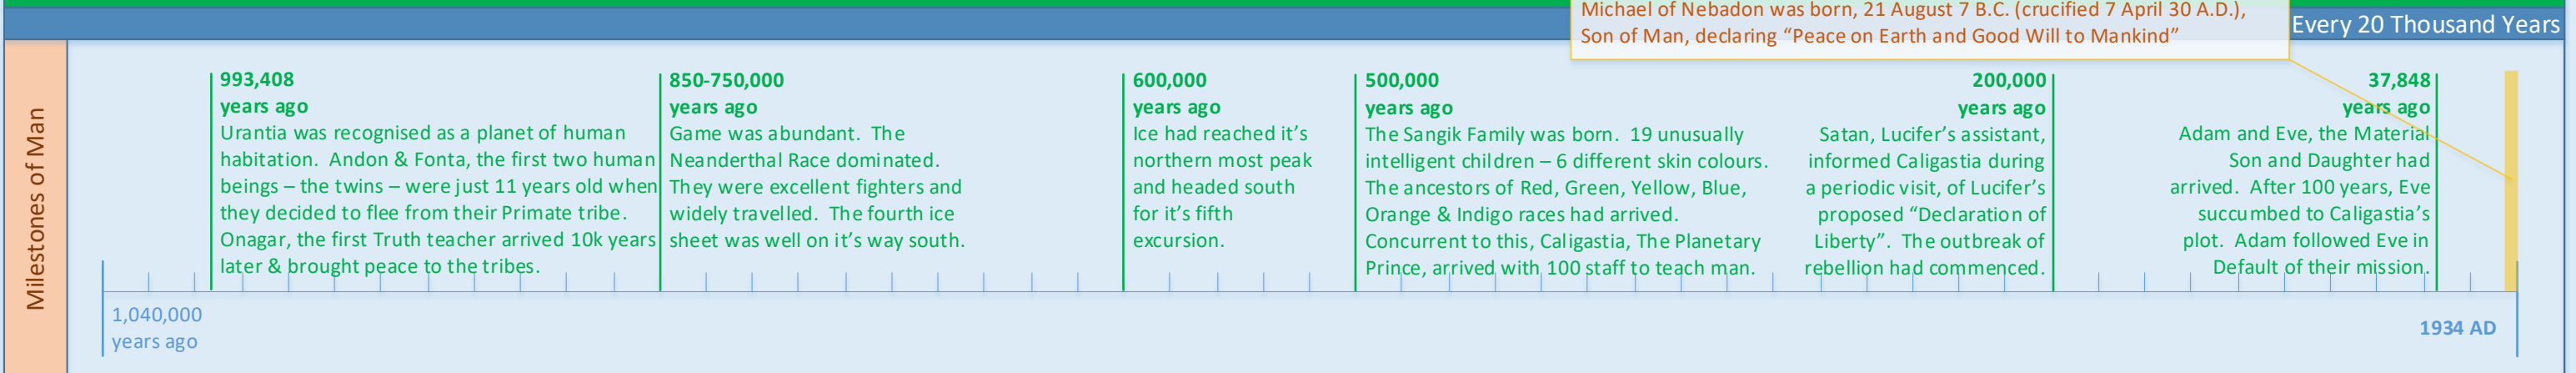 Michael of Nebadon was born, 21 August 7 B.C. (crucified 7 April 30 A.D.),
Son of Man, declaring “Peace on Earth and Good Will to Mankind”
Every 20 Thousand Years
Milestones of Man
993,408
years ago
Urantia was recognised as a planet of human
habitation. Andon & Fonta, the first two human
beings – the twins – were just 11 years old when
they decided to flee from their Primate tribe.
Onagar, the first Truth teacher arrived 10k years
later & brought peace to the tribes.
850-750,000
years ago
Game was abundant. The
Neanderthal Race dominated.
They were excellent fighters and
widely travelled. The fourth ice
sheet was well on it’s way south.
600,000
years ago
Ice had reached it’s
northern most peak
and headed south
for it’s fifth
excursion.
500,000
years ago
The Sangik Family was born. 19 unusually
intelligent children – 6 different skin colours.
The ancestors of Red, Green, Yellow, Blue,
Orange & Indigo races had arrived.
Concurrent to this, Caligastia, The Planetary
Prince, arrived with 100 staff to teach man.
200,000
years ago
Satan, Lucifer’s assistant,
informed Caligastia during
a periodic visit, of Lucifer’s
proposed “Declaration of
Liberty”. The outbreak of
rebellion had commenced.
37,848
years ago
Adam and Eve, the Material
Son and Daughter had
arrived. After 100 years, Eve
succumbed to Caligastia’s
plot. Adam followed Eve in
Default of their mission.
1,040,000
years ago
1934 AD